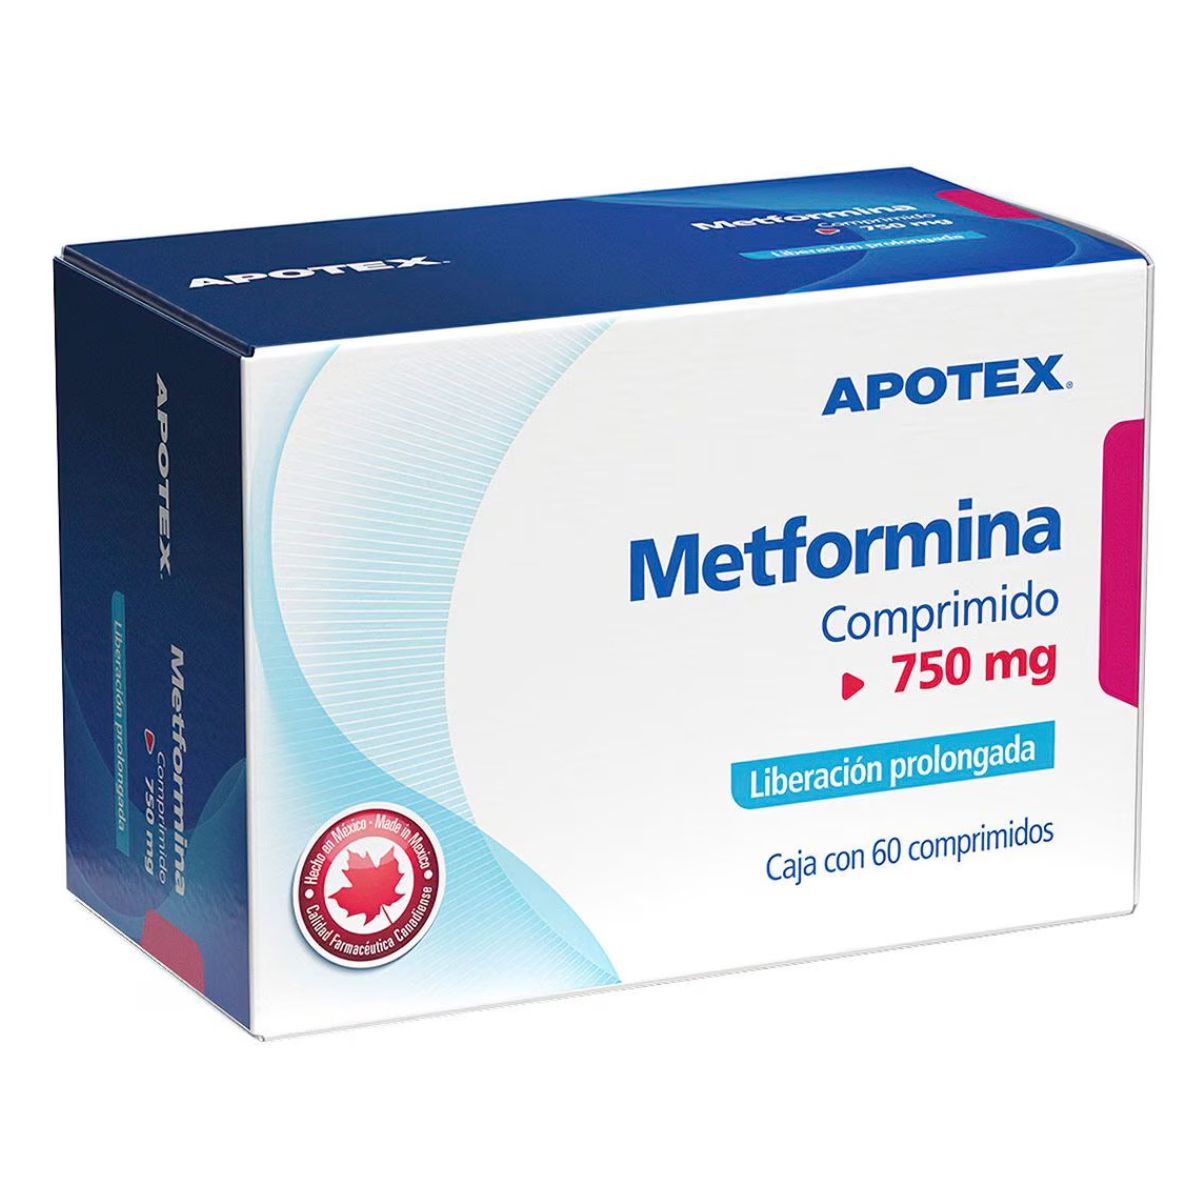 APOTEX
Metformina
Comprimido
750 mg
Liberación prolongada
APOTEX®
Metformina
Comprimido
750 mg
Liberación prolongada
Caja con 60 comprimidos
Hecho en México - Made in Mexico
Calidad Farmacéutica Canadiense
APOTEX
Metformina
Comprimido
750 mg
Liberación prolongada